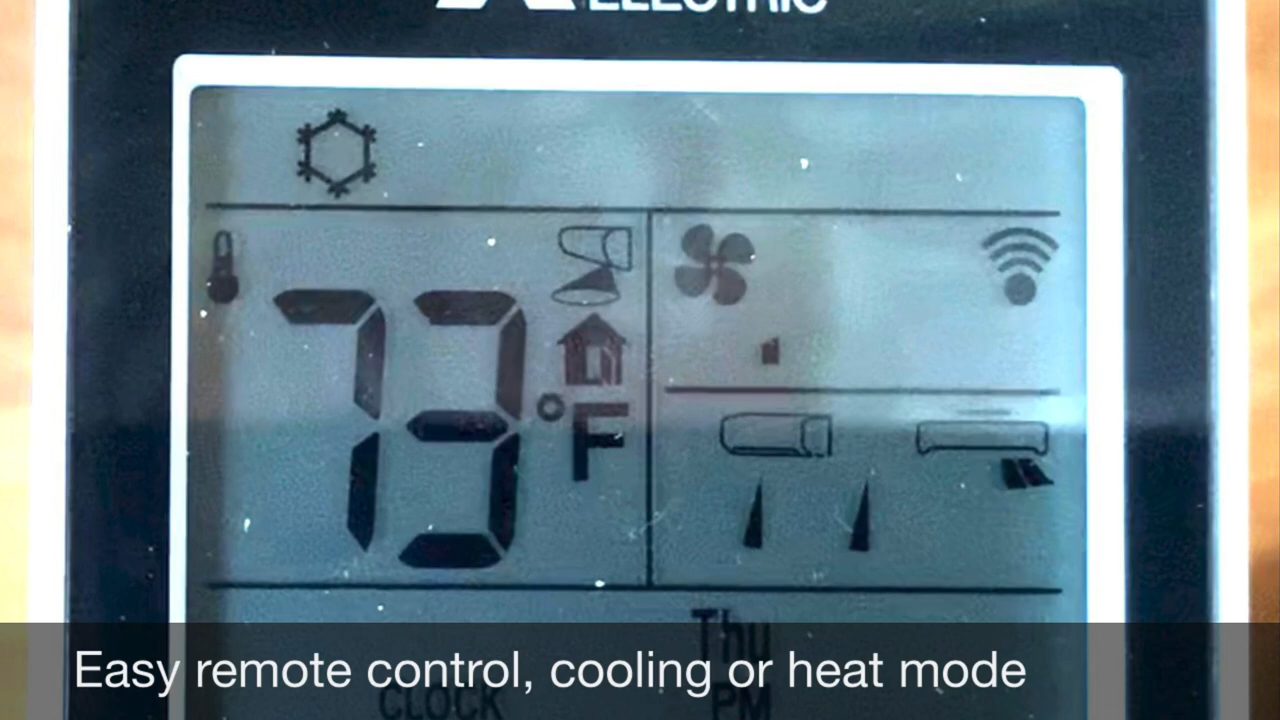 ELECTRIC
73°F
Thu
Easy remote control, cooling or heat mode
CLOCK PM